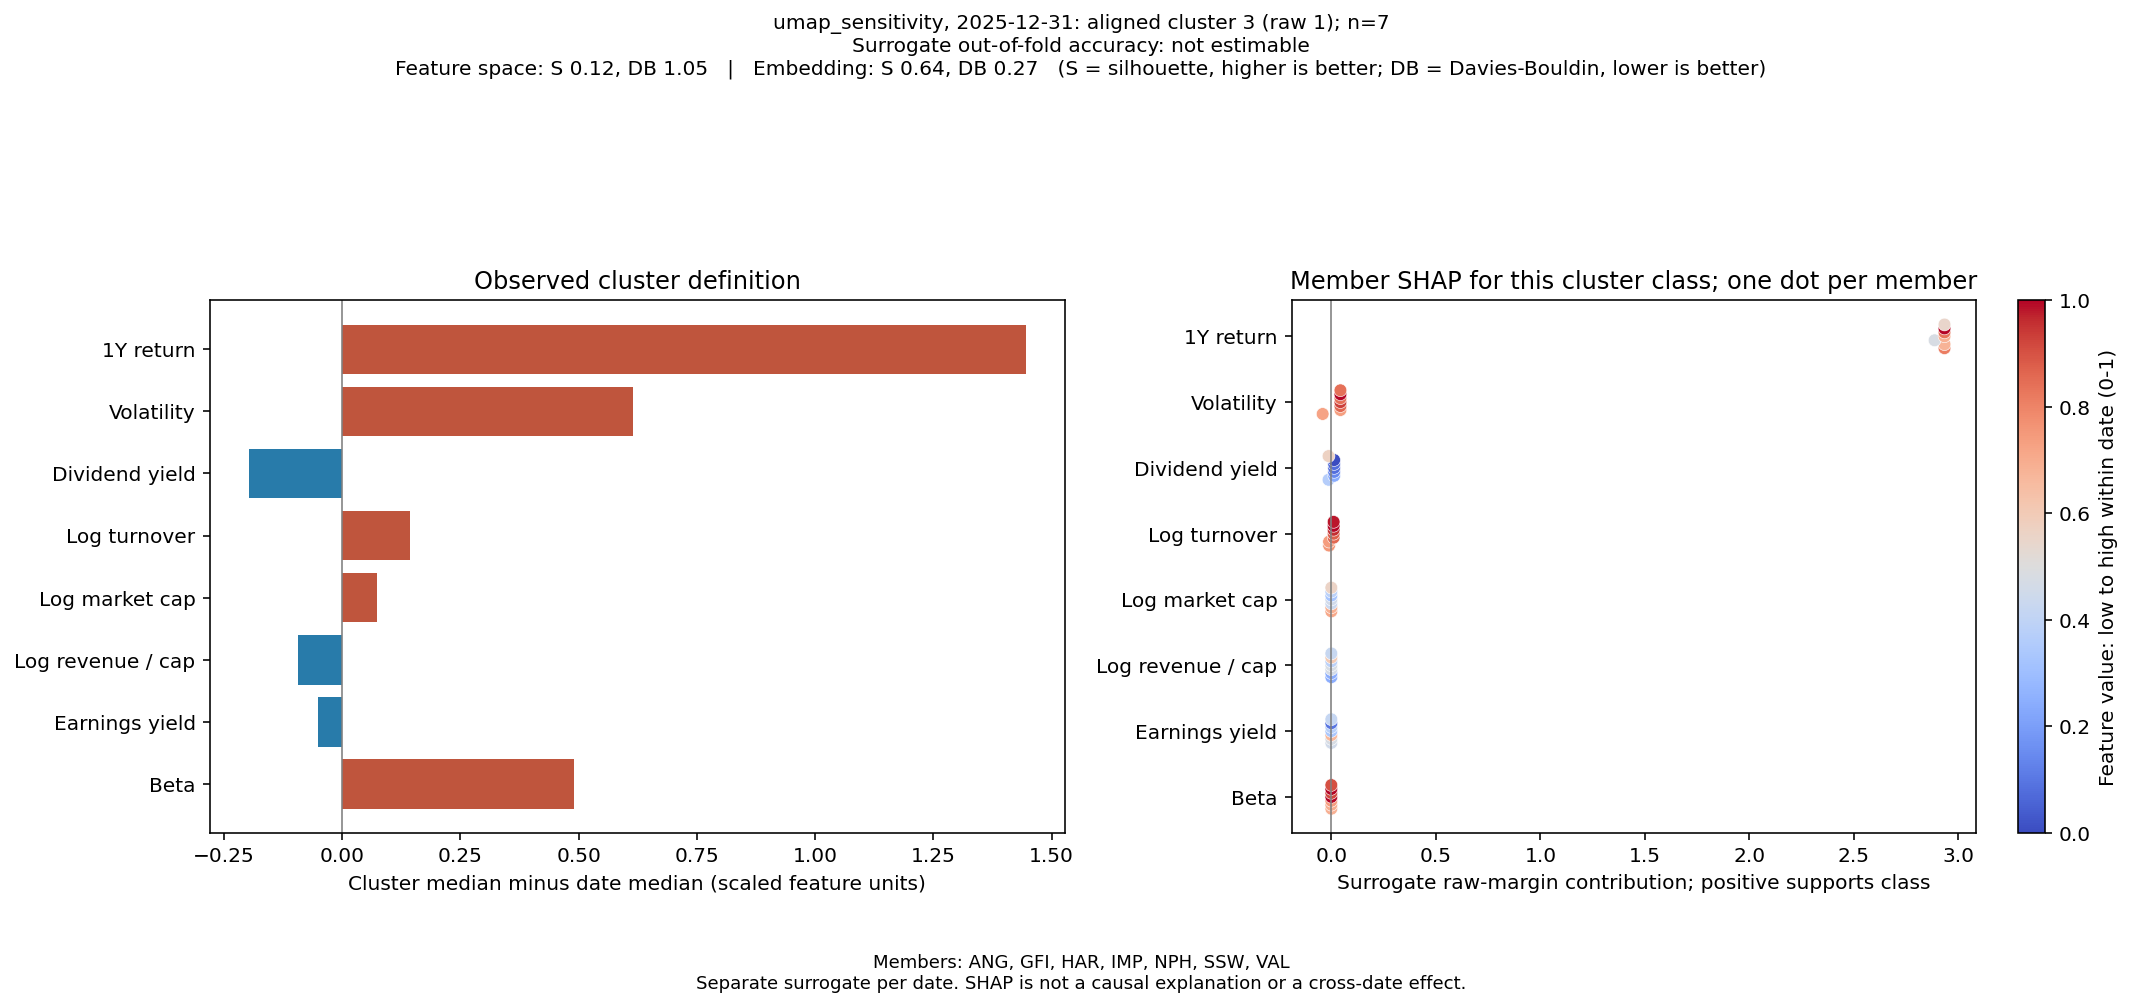 umap_sensitivity, 2025-12-31: aligned cluster 3 (raw 1); n=7
Surrogate out-of-fold accuracy: not estimable
Feature space: S 0.12, DB 1.05   |   Embedding: S 0.64, DB 0.27   (S = silhouette, higher is better; DB = Davies-Bouldin, lower is better)
Observed cluster definition
1Y return
Volatility
Dividend yield
Log turnover
Log market cap
Log revenue / cap
Earnings yield
Beta
−0.25 0.00 0.25 0.50 0.75 1.00 1.25 1.50
Cluster median minus date median (scaled feature units)
Member SHAP for this cluster class; one dot per member
1Y return
Volatility
Dividend yield
Log turnover
Log market cap
Log revenue / cap
Earnings yield
Beta
0.0 0.5 1.0 1.5 2.0 2.5 3.0
Surrogate raw-margin contribution; positive supports class
1.0
0.8
0.6
0.4
0.2
0.0
Feature value: low to high within date (0-1)
Members: ANG, GFI, HAR, IMP, NPH, SSW, VAL
Separate surrogate per date. SHAP is not a causal explanation or a cross-date effect.